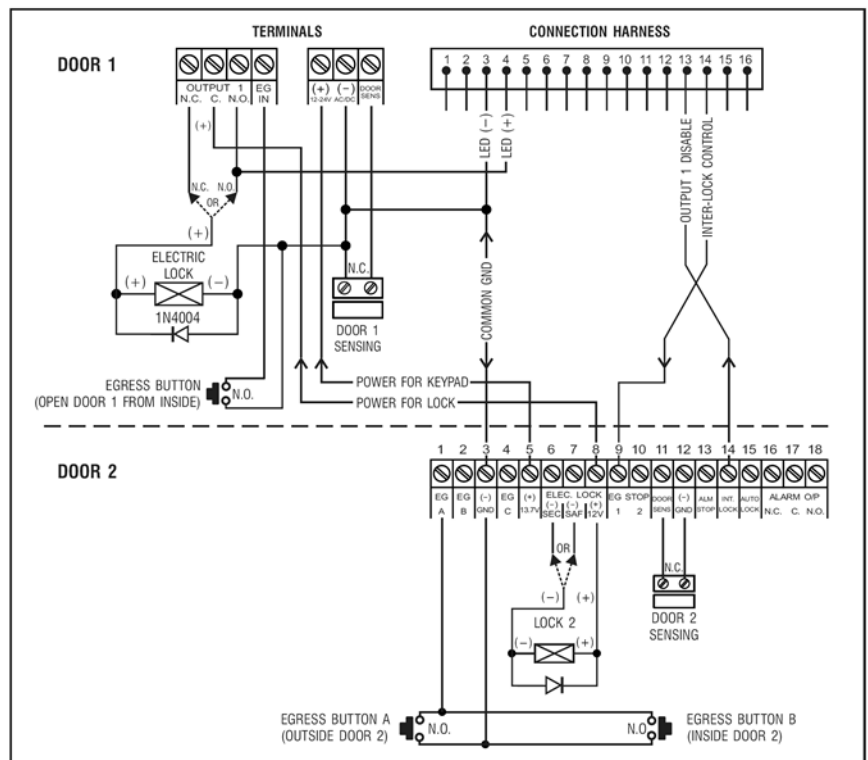 TERMINALS
CONNECTION HARNESS
DOOR 1
1 2 3 4 5 6 7 8 9 10 11 12 13 14 15 16
OUTPUT 1
N.C. C. N.O.
EG IN
(+) 12-24V
(-) AC/DC
DOOR SENS
(+)
LED (-)
LED (+)
OUTPUT 1 DISABLE
INTER-LOCK CONTROL
N.C. N.O.
OR
(+)
ELECTRIC
LOCK
(+) (-)
1N4004
N.C.
DOOR 1
SENSING
COMMON GND
EGRESS BUTTON
(OPEN DOOR 1 FROM INSIDE)
N.O.
POWER FOR KEYPAD
POWER FOR LOCK
DOOR 2
1 2 3 4 5 6 7 8 9 10 11 12 13 14 15 16 17 18
EG A
EG B
(-) GND
EG C
(+) 13.7V
ELEC. LOCK
(-) SEC
(-) SAF
(+) 12V
EG STOP
1 2
DOOR SENS
(-) GND
ALM STOP
INT. LOCK
AUTO LOCK
ALARM O/P
N.C. C. N.O.
OR
(-) (+)
LOCK 2
(-) (+)
N.C.
DOOR 2
SENSING
EGRESS BUTTON A
(OUTSIDE DOOR 2)
N.O.
N.O
EGRESS BUTTON B
(INSIDE DOOR 2)